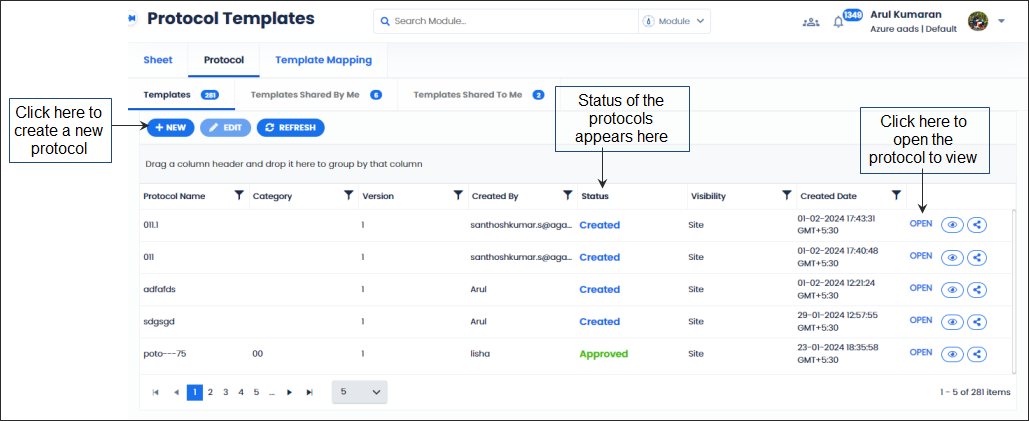 Protocol Templates
Search Module...
Module
1349
Arul Kumaran
Azure aads | Default
Sheet
Protocol
Template Mapping
Templates 281
Templates Shared By Me 6
Templates Shared To Me 2
Click here to
create a new
protocol
Status of the
protocols
appears here
Click here to
open the
protocol to view
+ NEW
EDIT
REFRESH
Drag a column header and drop it here to group by that column
Protocol Name Category Version Created By Status Visibility Created Date
011.1 1 santhoshkumar.s@aga... Created Site 01-02-2024 17:43:31 OPEN
GMT+5:30
011 1 santhoshkumar.s@aga... Created Site 01-02-2024 17:40:48 OPEN
GMT+5:30
adfafds 1 Arul Created Site 01-02-2024 12:21:24 OPEN
GMT+5:30
sdgsgd 1 Arul Created Site 29-01-2024 12:57:55 OPEN
GMT+5:30
poto---75 00 1 lisha Approved Site 23-01-2024 18:35:58 OPEN
GMT+5:30
1 2 3 4 5 ... 5 1 - 5 of 281 items